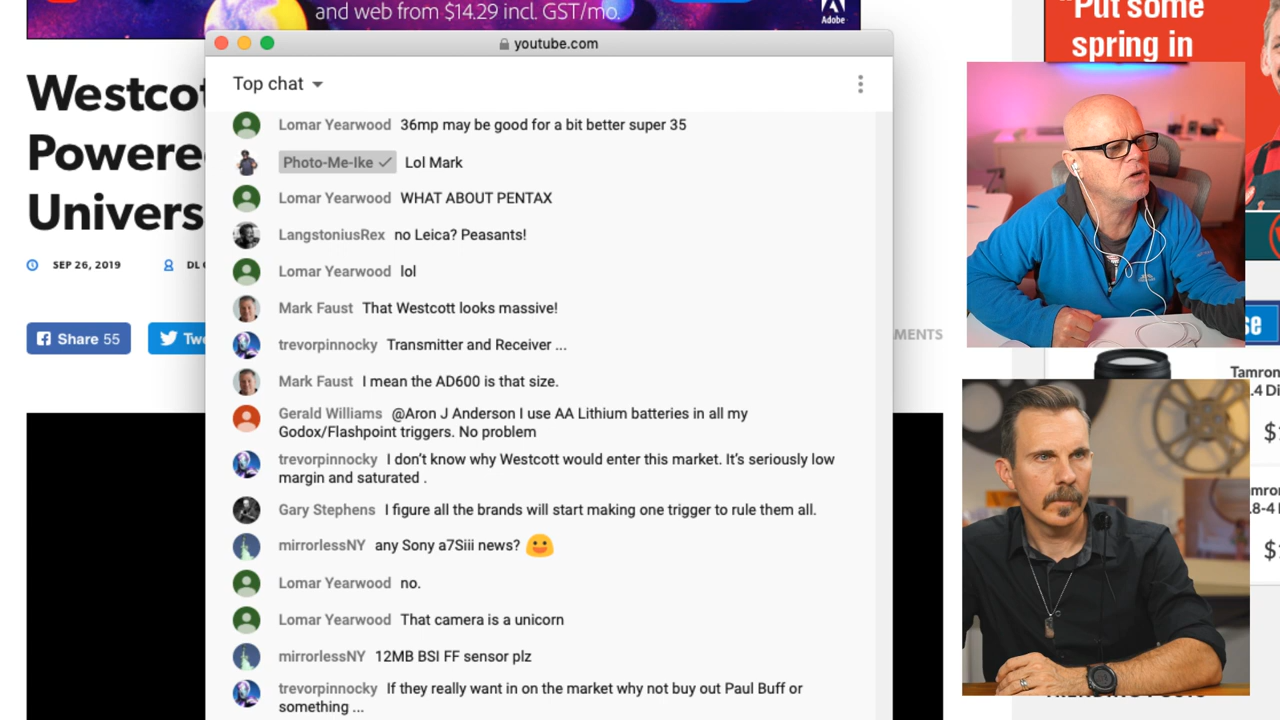 and web from $14.29 incl. GST/mo.
Adobe
"Put some
spring in
youtube.com
Top chat
Westcot
Powere
Univers
SEP 26, 2019
DL
Share 55
Twe
MENTS
Lomar Yearwood 36mp may be good for a bit better super 35
Photo-Me-Ike Lol Mark
Lomar Yearwood WHAT ABOUT PENTAX
LangstoniusRex no Leica? Peasants!
Lomar Yearwood lol
Mark Faust That Westcott looks massive!
trevorpinnocky Transmitter and Receiver ...
Mark Faust I mean the AD600 is that size.
Gerald Williams @Aron J Anderson I use AA Lithium batteries in all my
Godox/Flashpoint triggers. No problem
trevorpinnocky I don't know why Westcott would enter this market. It's seriously low
margin and saturated .
Gary Stephens I figure all the brands will start making one trigger to rule them all.
mirrorlessNY any Sony a7Siii news?
Lomar Yearwood no.
Lomar Yearwood That camera is a unicorn
mirrorlessNY 12MB BSI FF sensor plz
trevorpinnocky If they really want in on the market why not buy out Paul Buff or
something ...
se
Tamron
.4 Di
$
mron
.8-4 D
$